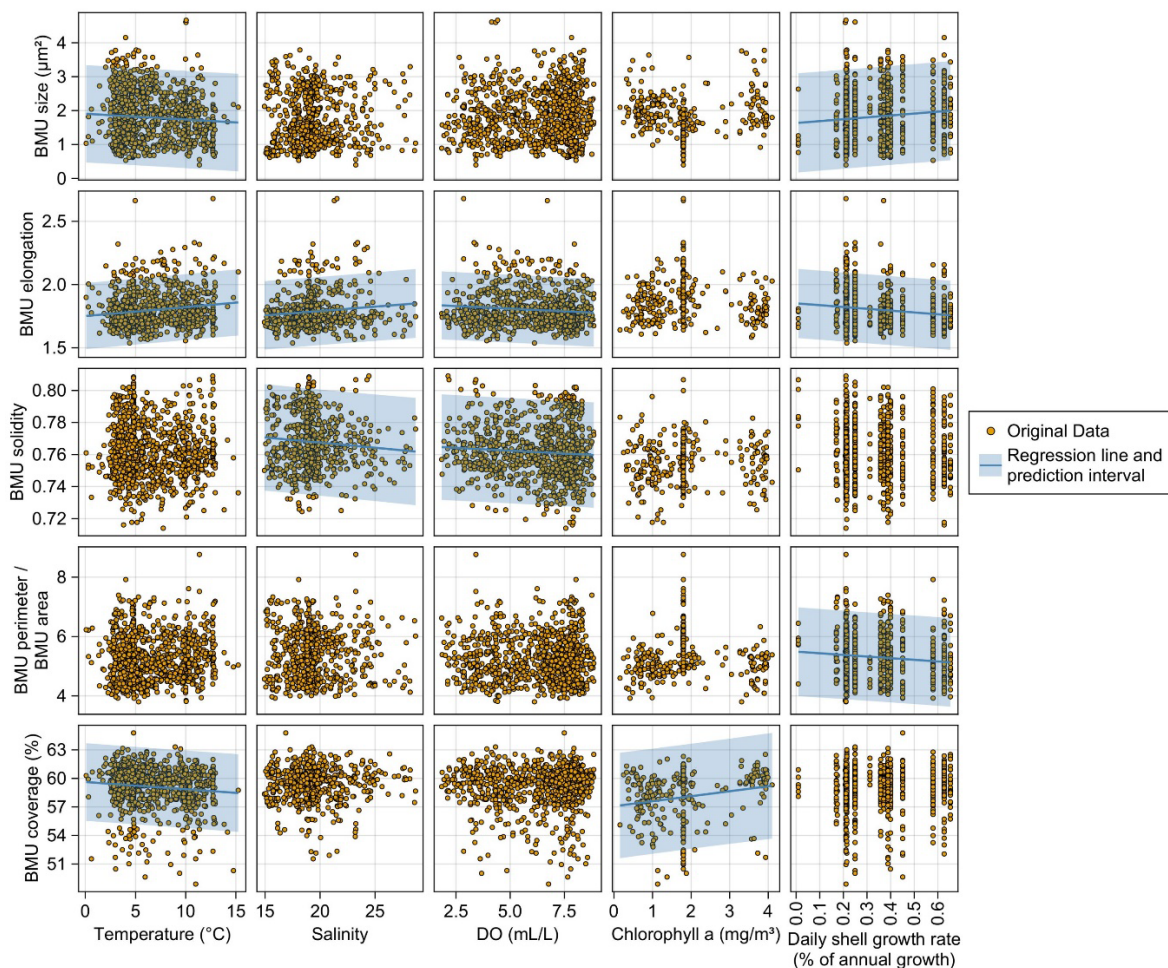 BMU size (µm²)
4
3
2
1
0
BMU elongation
2.5
2.0
1.5
BMU solidity
0.80
0.78
0.76
0.74
0.72
Original Data
Regression line and
prediction interval
BMU perimeter /
BMU area
8
6
4
BMU coverage (%)
63
60
57
54
51
0 5 10 15
Temperature (°C)
15 20 25
Salinity
2.5 5.0 7.5
DO (mL/L)
0 1 2 3 4
Chlorophyll a (mg/m³)
0.0 0.1 0.2 0.3 0.4 0.5 0.6
Daily shell growth rate
(% of annual growth)